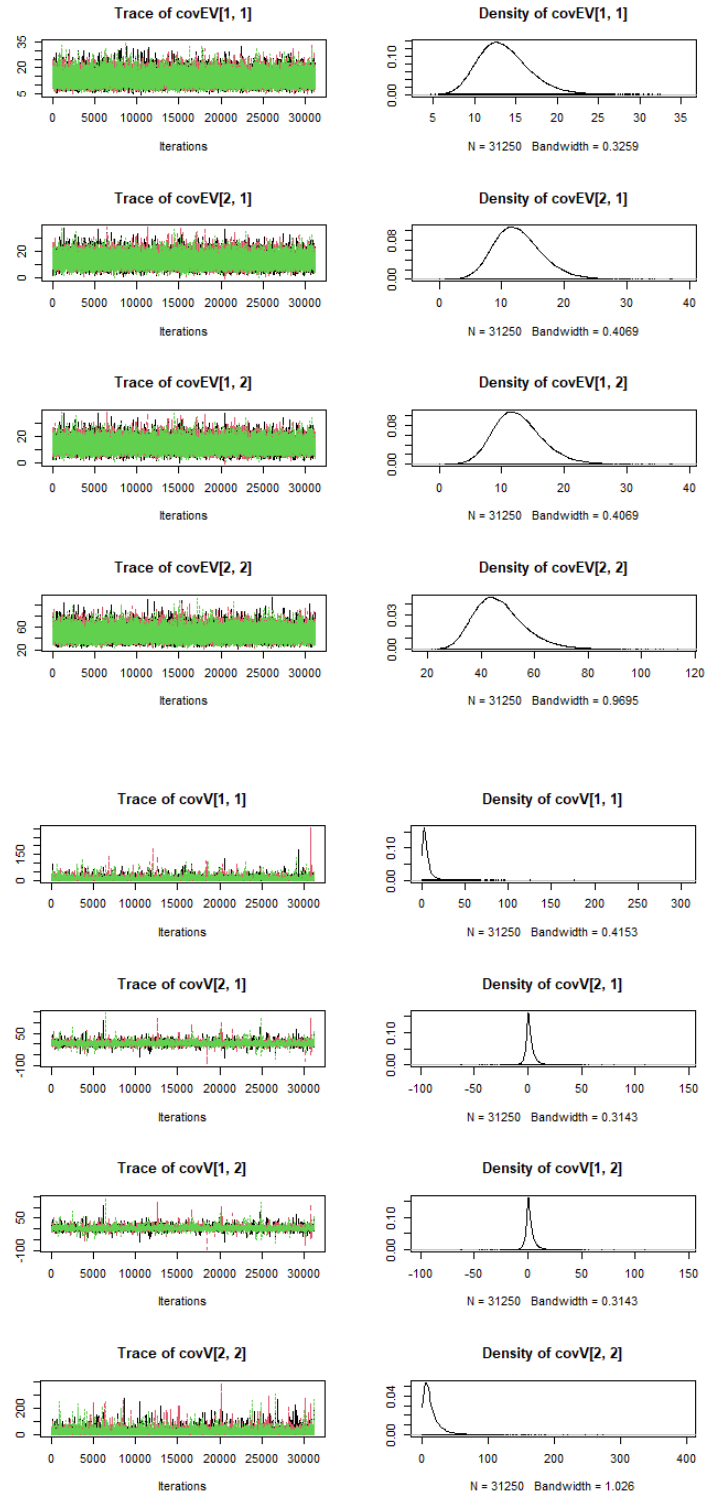 Trace of covEV[1, 1]
Density of covEV[1, 1]
5 20 35
0.00 0.10
0 5000 10000 15000 20000 25000 30000
5 10 15 20 25 30 35
Iterations
N = 31250 Bandwidth = 0.3259
Trace of covEV[2, 1]
Density of covEV[2, 1]
0 20
0.00 0.08
0 5000 10000 15000 20000 25000 30000
0 10 20 30 40
Iterations
N = 31250 Bandwidth = 0.4069
Trace of covEV[1, 2]
Density of covEV[1, 2]
0 20
0.00 0.08
0 5000 10000 15000 20000 25000 30000
0 10 20 30 40
Iterations
N = 31250 Bandwidth = 0.4069
Trace of covEV[2, 2]
Density of covEV[2, 2]
20 60
0.00 0.03
0 5000 10000 15000 20000 25000 30000
20 40 60 80 100 120
Iterations
N = 31250 Bandwidth = 0.9695
Trace of covV[1, 1]
Density of covV[1, 1]
0 150
0.00 0.10
0 5000 10000 15000 20000 25000 30000
0 50 100 150 200 250 300
Iterations
N = 31250 Bandwidth = 0.4153
Trace of covV[2, 1]
Density of covV[2, 1]
-100 50
0.00 0.10
0 5000 10000 15000 20000 25000 30000
-100 -50 0 50 100 150
Iterations
N = 31250 Bandwidth = 0.3143
Trace of covV[1, 2]
Density of covV[1, 2]
-100 50
0.00 0.10
0 5000 10000 15000 20000 25000 30000
-100 -50 0 50 100 150
Iterations
N = 31250 Bandwidth = 0.3143
Trace of covV[2, 2]
Density of covV[2, 2]
0 200
0.00 0.04
0 5000 10000 15000 20000 25000 30000
0 100 200 300 400
Iterations
N = 31250 Bandwidth = 1.026